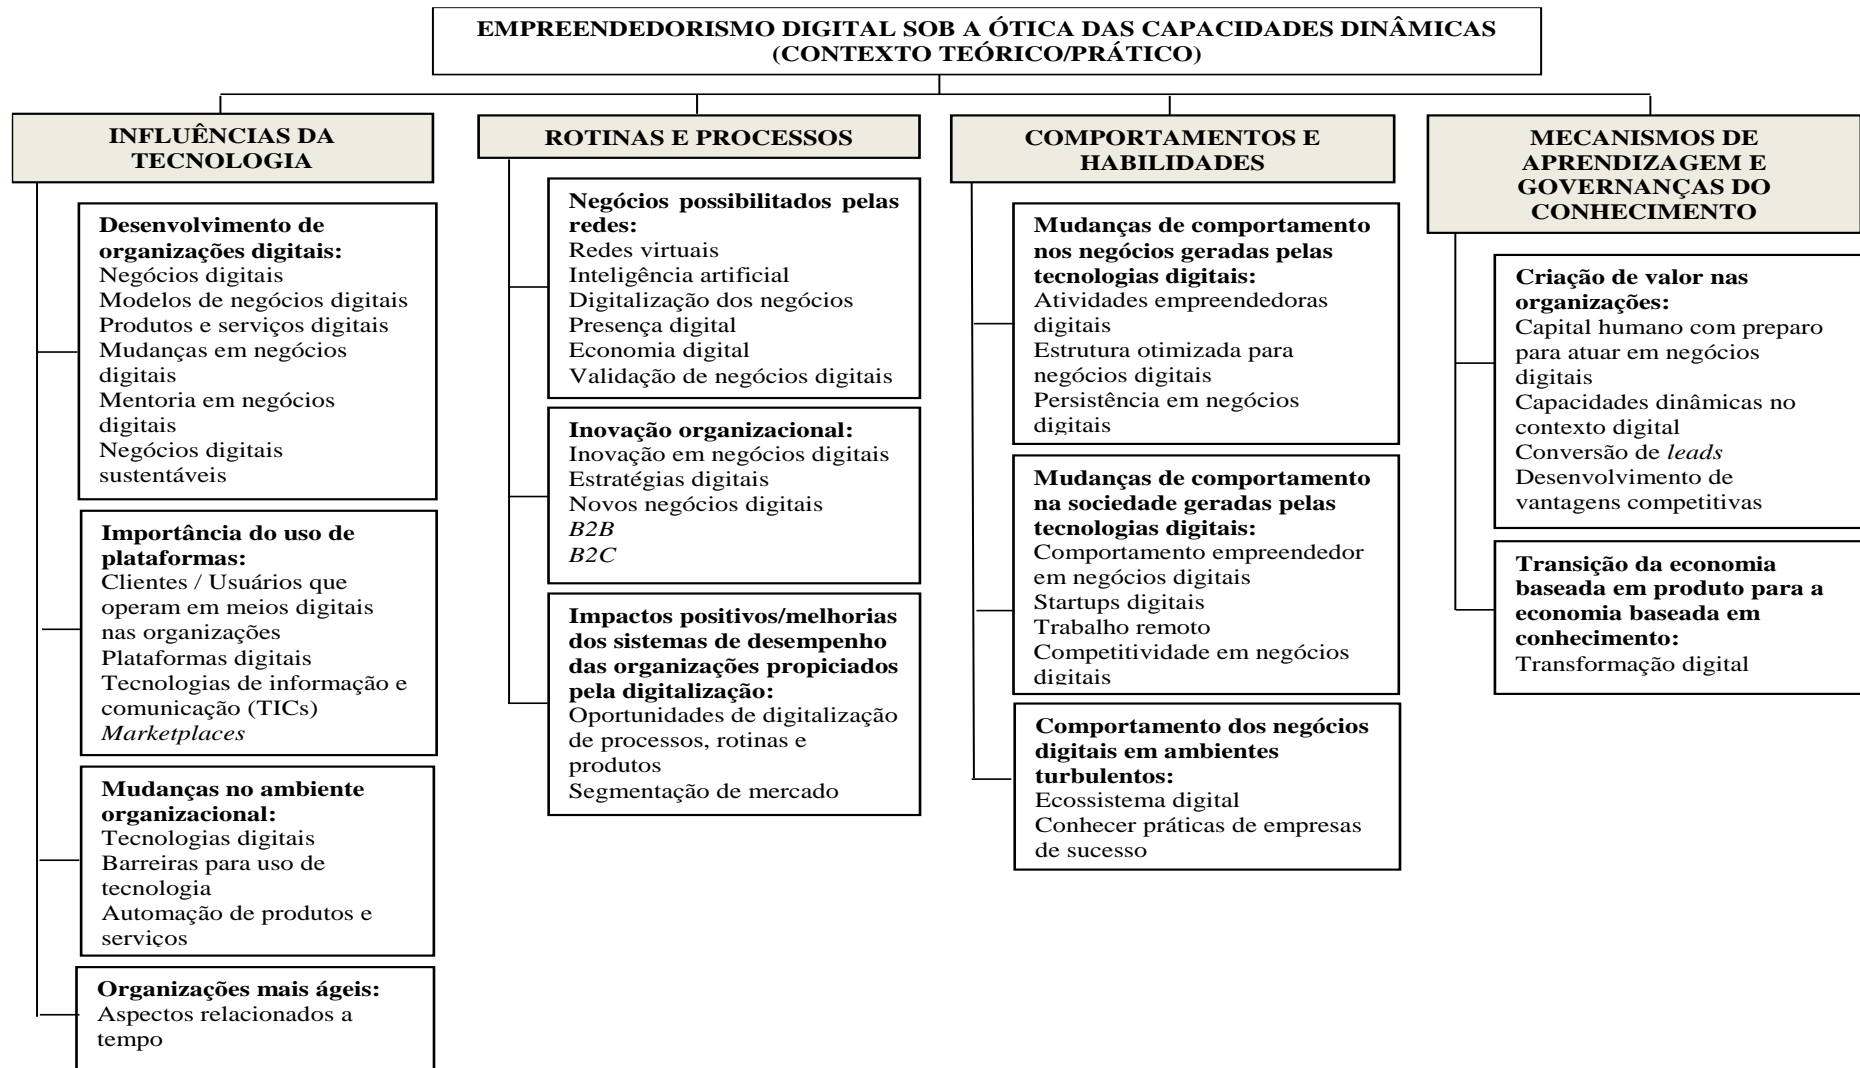 EMPREENDEDORISMO DIGITAL SOB A ÓTICA DAS CAPACIDADES DINÂMICAS
(CONTEXTO TEÓRICO/PRÁTICO)
INFLUÊNCIAS DA
TECNOLOGIA
Desenvolvimento de
organizações digitais:
Negócios digitais
Modelos de negócios digitais
Produtos e serviços digitais
Mudanças em negócios
digitais
Mentoria em negócios
digitais
Negócios digitais
sustentáveis
Importância do uso de
plataformas:
Clientes / Usuários que
operam em meios digitais
nas organizações
Plataformas digitais
Tecnologias de informação e
comunicação (TICs)
Marketplaces
Mudanças no ambiente
organizacional:
Tecnologias digitais
Barreiras para uso de
tecnologia
Automação de produtos e
serviços
Organizações mais ágeis:
Aspectos relacionados a
tempo
ROTINAS E PROCESSOS
Negócios possibilitados pelas
redes:
Redes virtuais
Inteligência artificial
Digitalização dos negócios
Presença digital
Economia digital
Validação de negócios digitais
Inovação organizacional:
Inovação em negócios digitais
Estratégias digitais
Novos negócios digitais
B2B
B2C
Impactos positivos/melhorias
dos sistemas de desempenho
das organizações propiciados
pela digitalização:
Oportunidades de digitalização
de processos, rotinas e
produtos
Segmentação de mercado
COMPORTAMENTOS E
HABILIDADES
Mudanças de comportamento
nos negócios geradas pelas
tecnologias digitais:
Atividades empreendedoras
digitais
Estrutura otimizada para
negócios digitais
Persistência em negócios
digitais
Mudanças de comportamento
na sociedade geradas pelas
tecnologias digitais:
Comportamento empreendedor
em negócios digitais
Startups digitais
Trabalho remoto
Competitividade em negócios
digitais
Comportamento dos negócios
digitais em ambientes
turbulentos:
Ecossistema digital
Conhecer práticas de empresas
de sucesso
MECANISMOS DE
APRENDIZAGEM E
GOVERNANÇAS DO
CONHECIMENTO
Criação de valor nas
organizações:
Capital humano com preparo
para atuar em negócios
digitais
Capacidades dinâmicas no
contexto digital
Conversão de leads
Desenvolvimento de
vantagens competitivas
Transição da economia
baseada em produto para a
economia baseada em
conhecimento:
Transformação digital